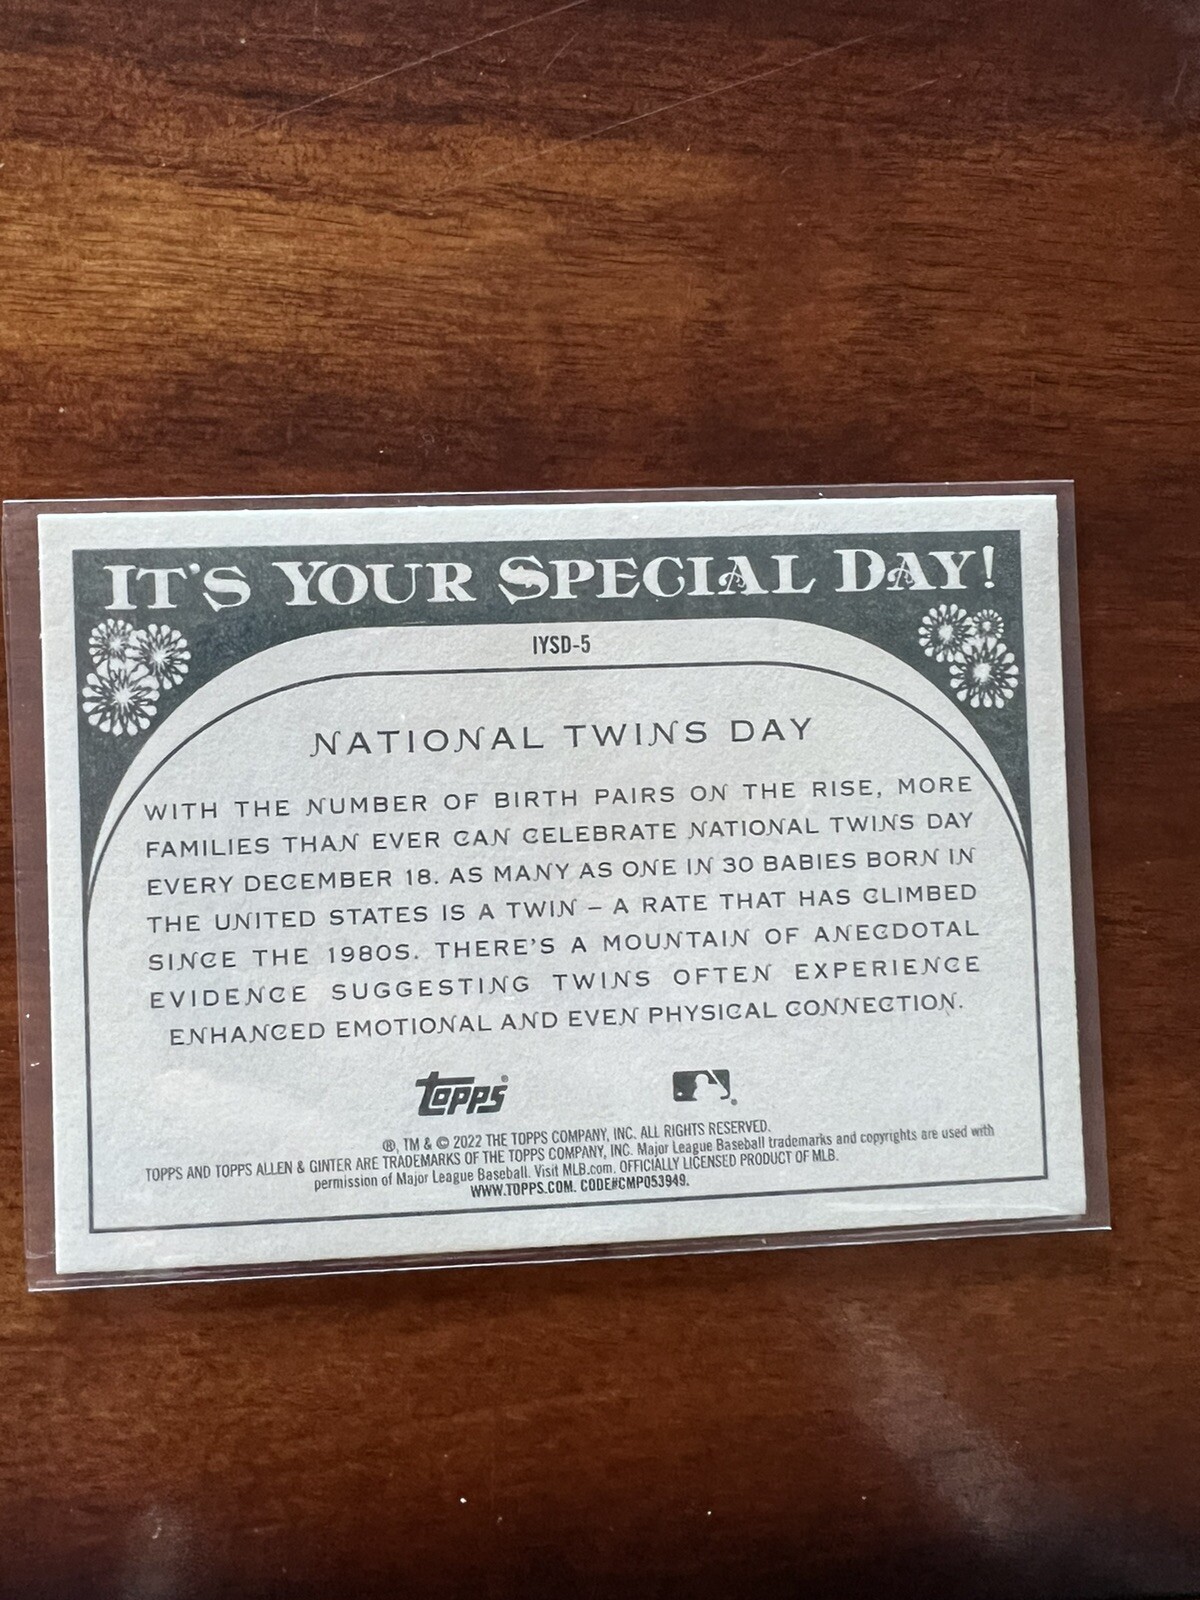 IT'S YOUR SPECIAL DAY!
IYSD-5
NATIONAL TWINS DAY
WITH THE NUMBER OF BIRTH PAIRS ON THE RISE, MORE
FAMILIES THAN EVER CAN CELEBRATE NATIONAL TWINS DAY
EVERY DECEMBER 18. AS MANY AS ONE IN 30 BABIES BORN IN
THE UNITED STATES IS A TWIN – A RATE THAT HAS CLIMBED
SINCE THE 1980S. THERE'S A MOUNTAIN OF ANECDOTAL
EVIDENCE SUGGESTING TWINS OFTEN EXPERIENCE
ENHANCED EMOTIONAL AND EVEN PHYSICAL CONNECTION.
Topps®
®, TM & © 2022 THE TOPPS COMPANY, INC. ALL RIGHTS RESERVED.
TOPPS AND TOPPS ALLEN & GINTER ARE TRADEMARKS OF THE TOPPS COMPANY, INC. Major League Baseball trademarks and copyrights are used with
permission of Major League Baseball. Visit MLB.com. OFFICIALLY LICENSED PRODUCT OF MLB.
WWW.TOPPS.COM. CODE#CMP053949.